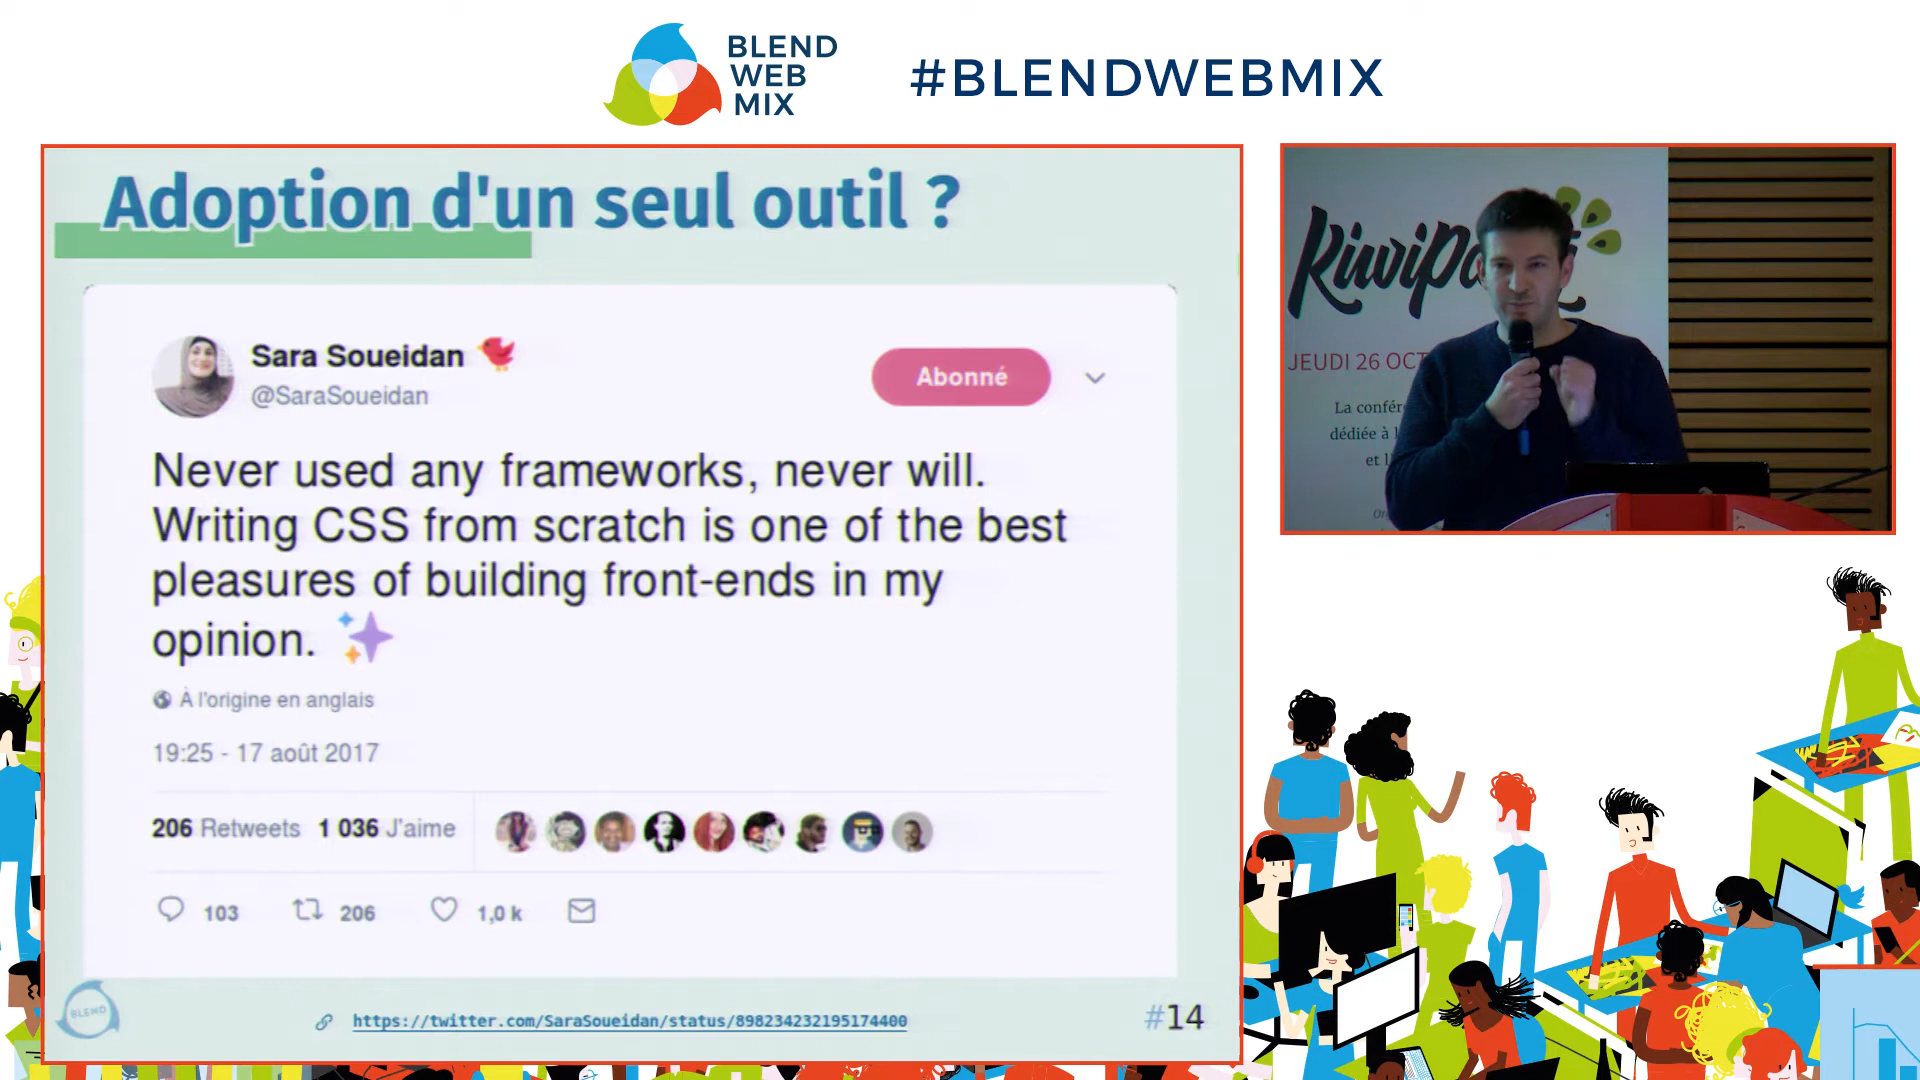 BLEND
WEB
MIX
#BLENDWEBMIX
Adoption d'un seul outil ?
Sara Soueidan
@SaraSoueidan
Abonné
Never used any frameworks, never will.
Writing CSS from scratch is one of the best
pleasures of building front-ends in my
opinion.
À l'origine en anglais
19:25 - 17 août 2017
206 Retweets 1 036 J'aime
103 206 1,0 k
BLEND
https://twitter.com/SaraSoueidan/status/898234232195174400
#14
JEUDI 26 OCT
La confér
dédiée à l
et l